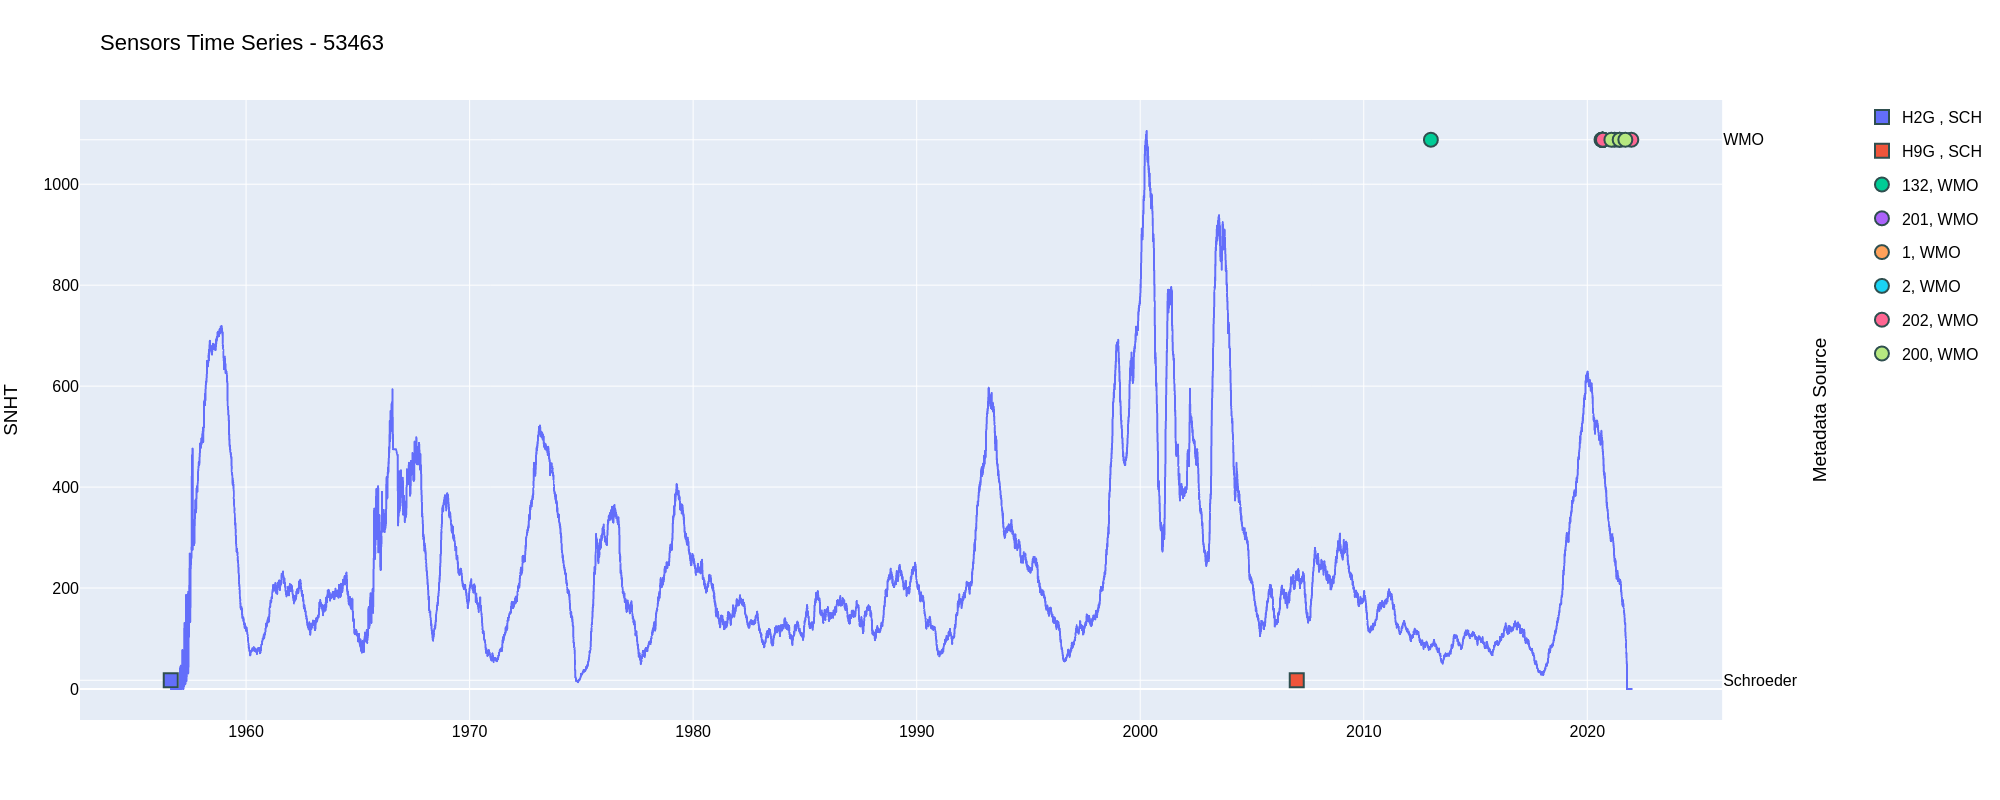 Sensors Time Series - 53463
SNHT
1000
800
600
400
200
0
1960
1970
1980
1990
2000
2010
2020
WMO
Schroeder
Metadata Source
H2G , SCH
H9G , SCH
132, WMO
201, WMO
1, WMO
2, WMO
202, WMO
200, WMO